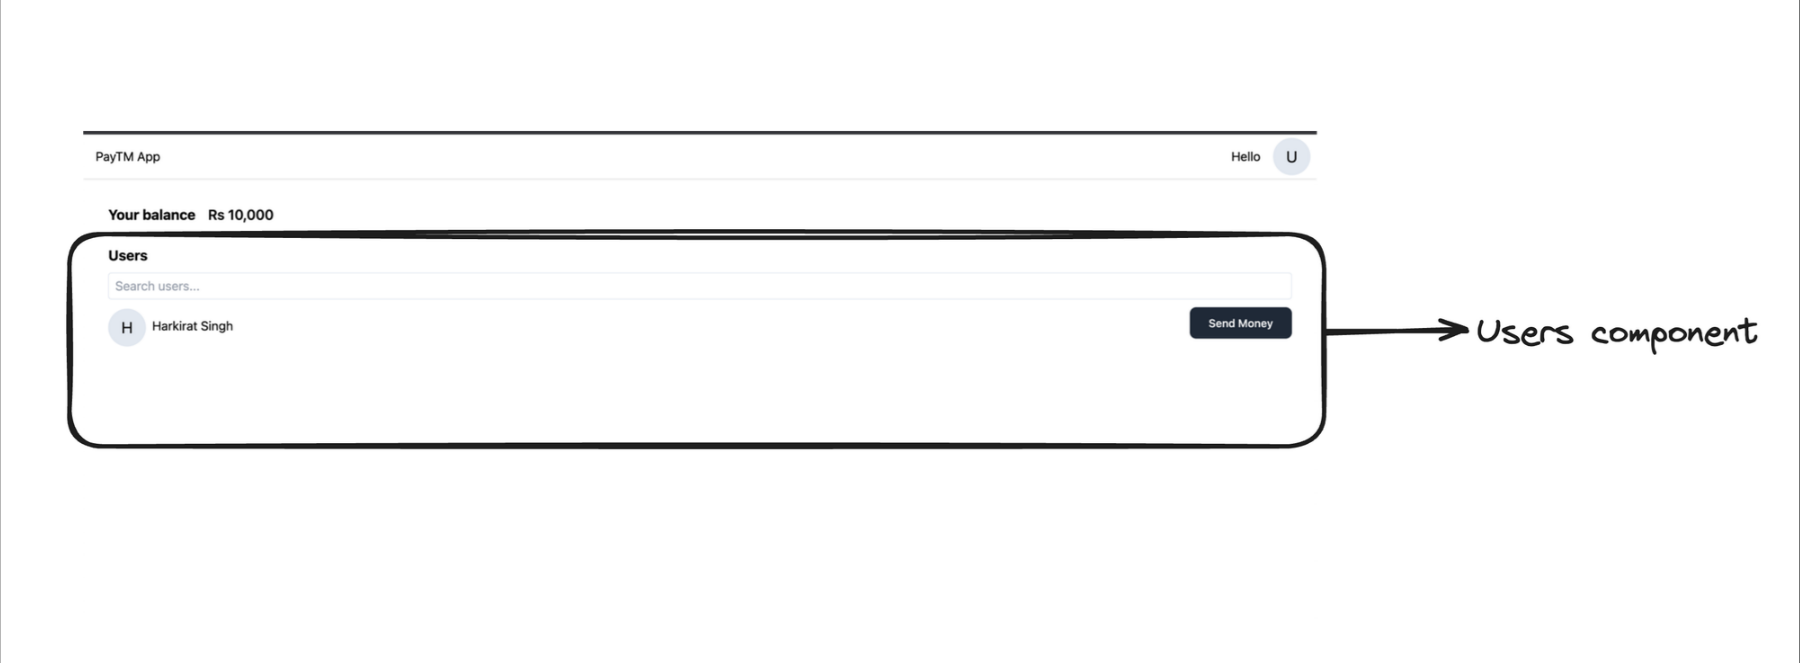 PayTM App Hello U
Your balance Rs 10,000
Users
Search users...
H Harkirat Singh Send Money
Users component